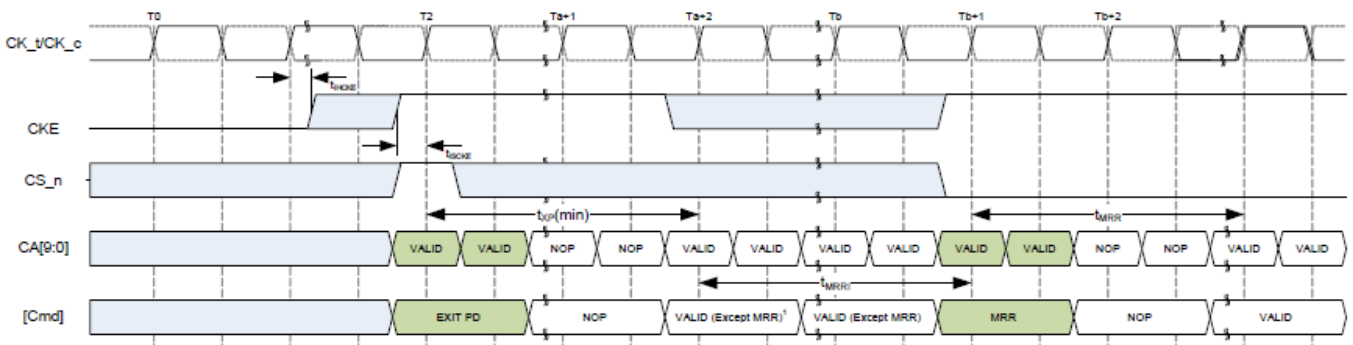 T0 T2 Ta+1 Ta+2 Tb Tb+1 Tb+2
CK_t/CK_c
tIHCKE
CKE
tISCKE
CS_n
tXP(min) tMRR
CA[9:0] VALID VALID NOP NOP VALID VALID VALID VALID VALID VALID NOP NOP VALID VALID
tMRRI
[Cmd] EXIT PD NOP VALID (Except MRR)1 VALID (Except MRR) MRR NOP VALID